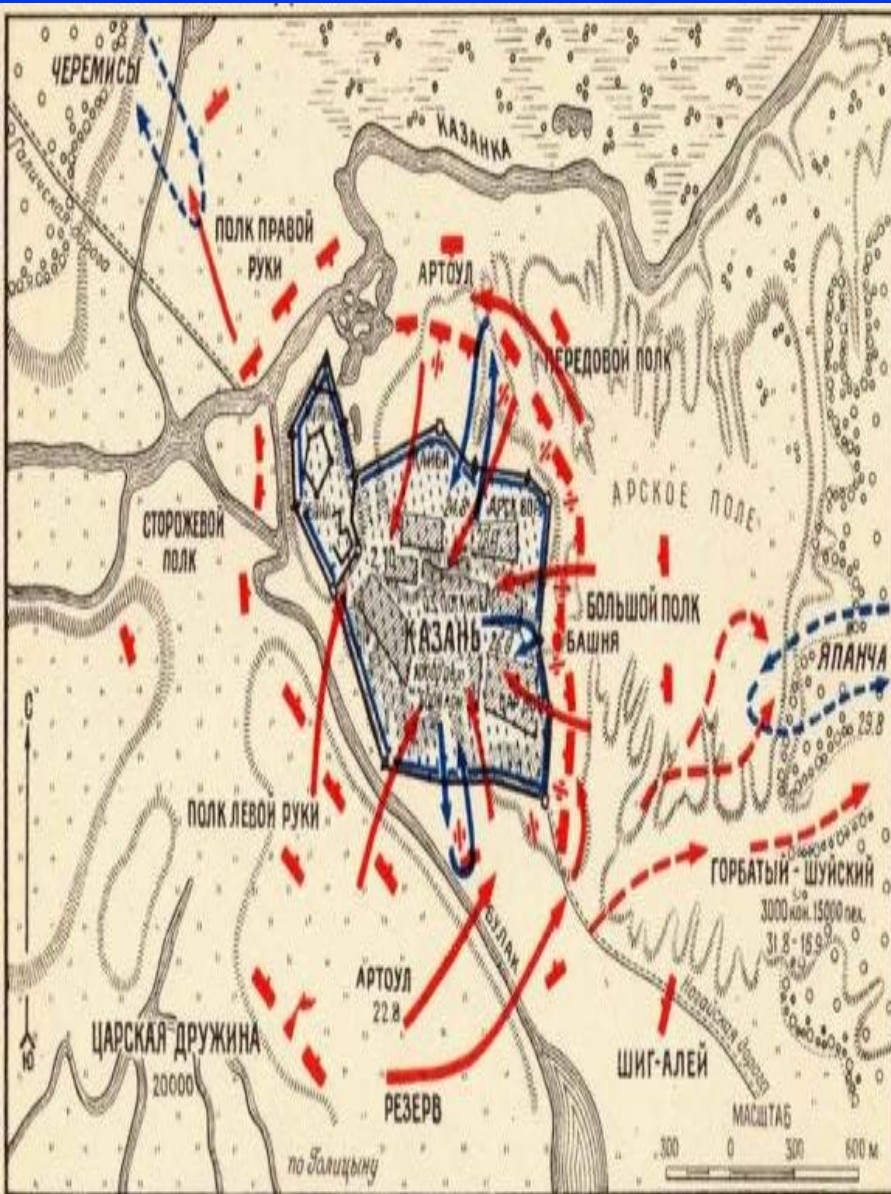 ЧЕРЕМИСЫ
КАЗАНКА
Галичская дорога
ПОЛК ПРАВОЙ
РУКИ
АРТОУЛ
ПЕРЕДОВОЙ ПОЛК
АРСКОЕ ПОЛЕ
СТОРОЖЕВОЙ
ПОЛК
БОЛЬШОЙ ПОЛК
КАЗАНЬ
БАШНЯ
ЯПАНЧА
29.8
С
ПОЛК ЛЕВОЙ РУКИ
ГОРБАТЫЙ-ШУЙСКИЙ
3000 кон. 15000 пех.
31.8-16.9
БУЛАК
АРТОУЛ
22.8
Ногайская дорога
ЦАРСКАЯ ДРУЖИНА
20000
Ю
ШИГ-АЛЕЙ
РЕЗЕРВ
МАСШТАБ
300 0 300 600 м
по Голицыну